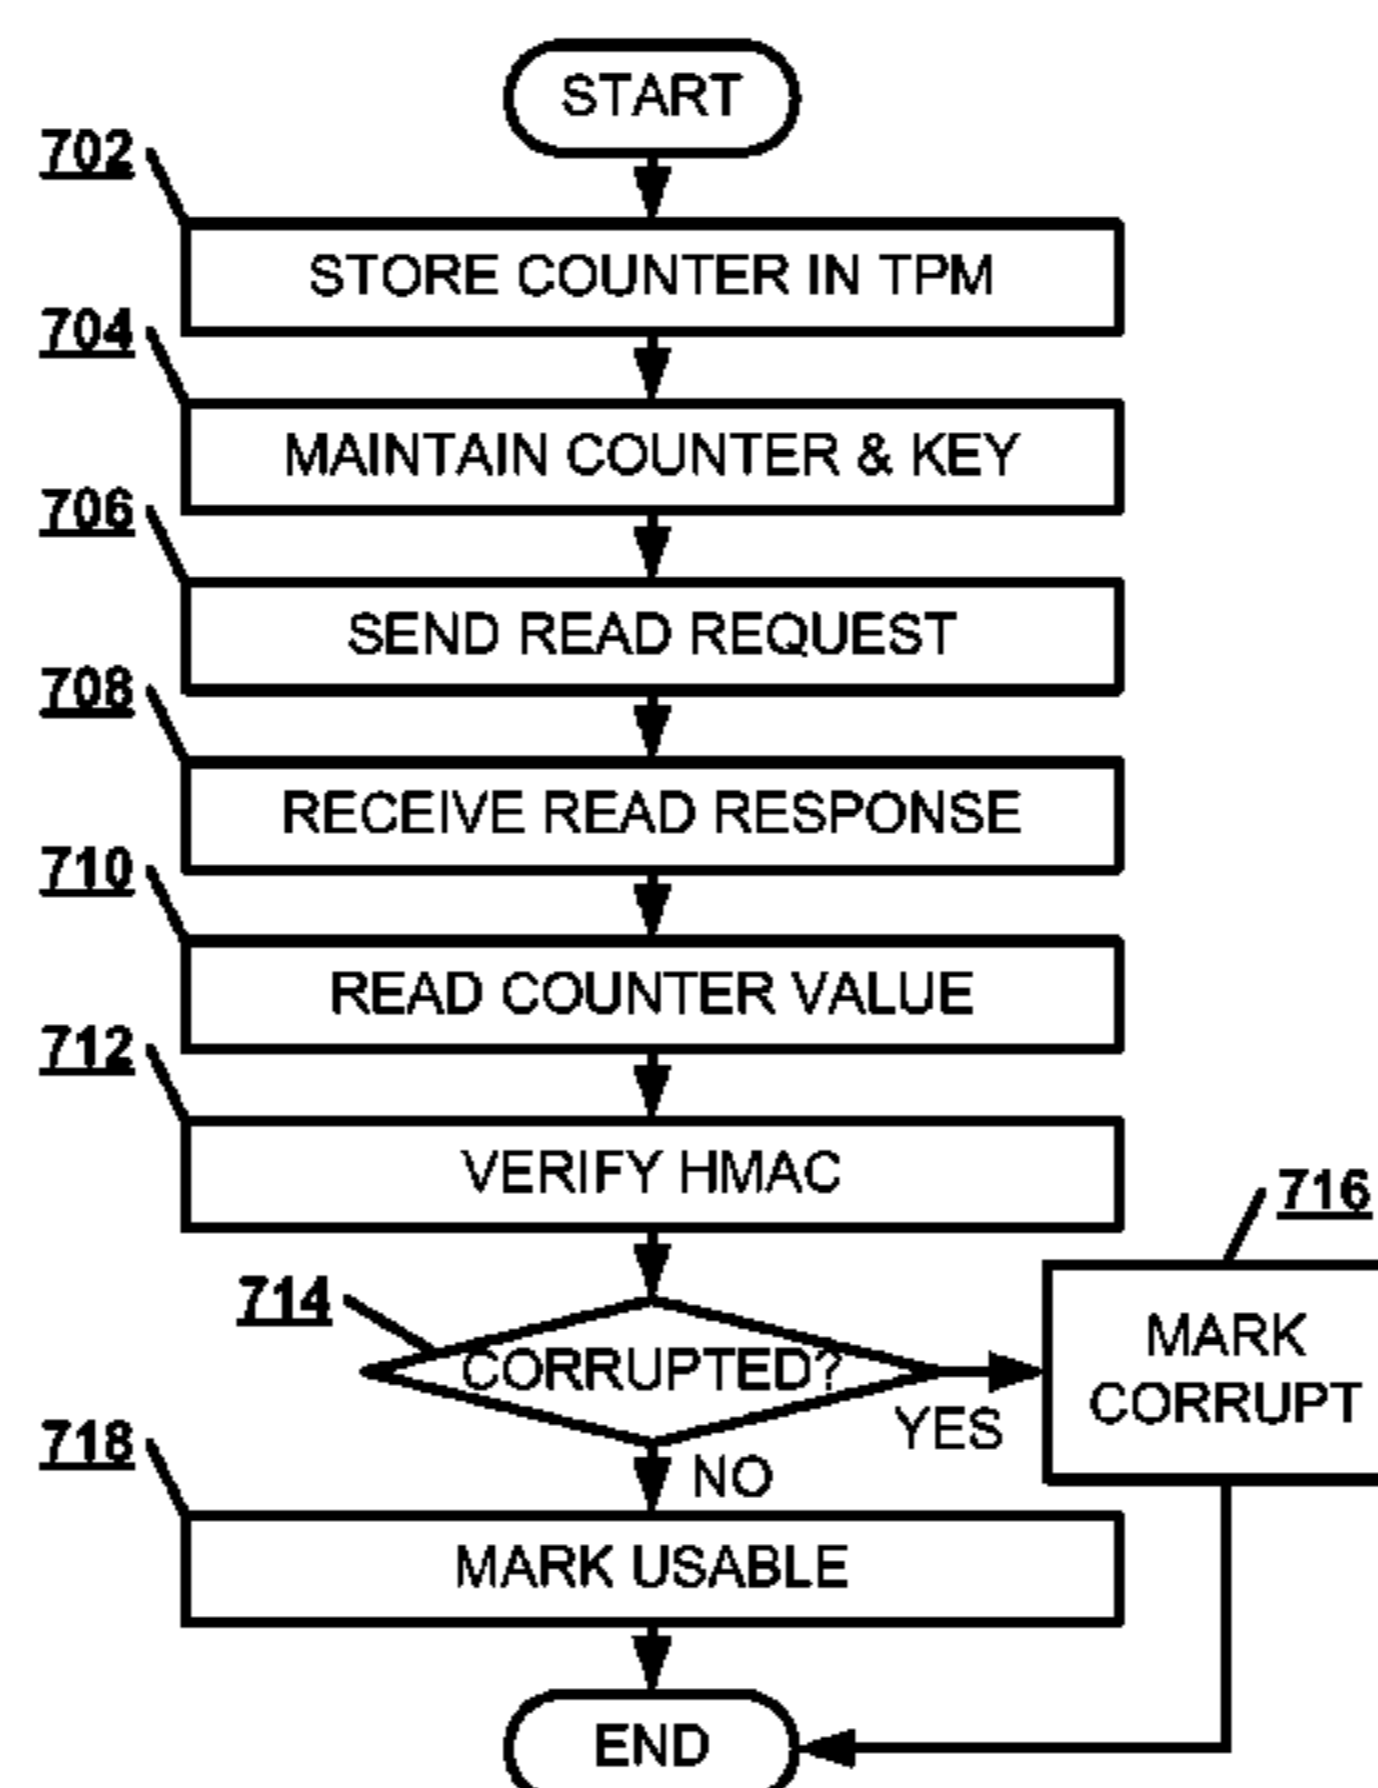 START
702
STORE COUNTER IN TPM
704
MAINTAIN COUNTER & KEY
706
SEND READ REQUEST
708
RECEIVE READ RESPONSE
710
READ COUNTER VALUE
712
VERIFY HMAC
716
714
CORRUPTED?
MARK
CORRUPT
YES
718
NO
MARK USABLE
END